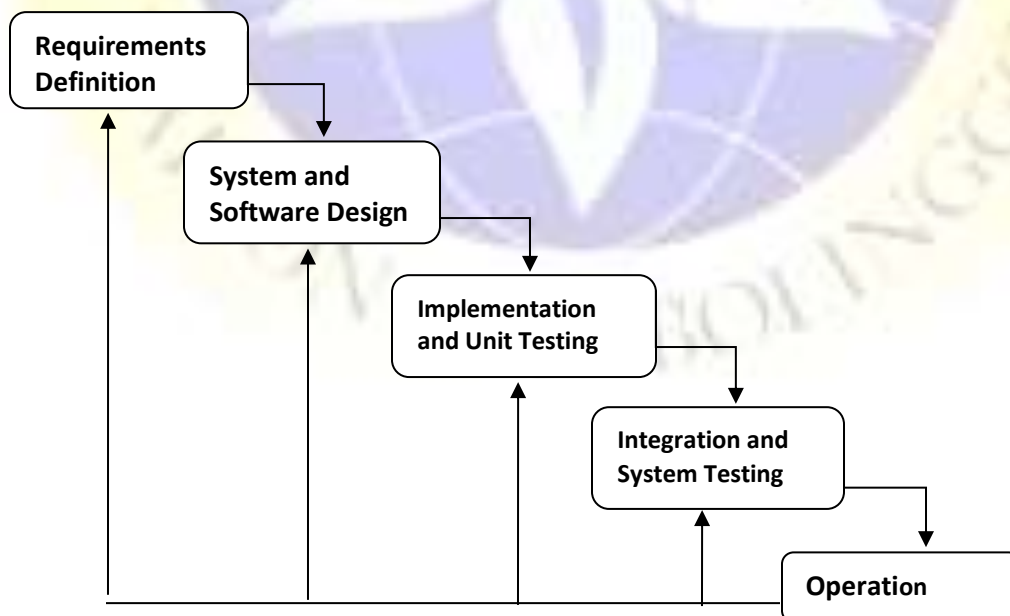 Requirements
Definition
System and
Software Design
Implementation
and Unit Testing
Integration and
System Testing
Operation